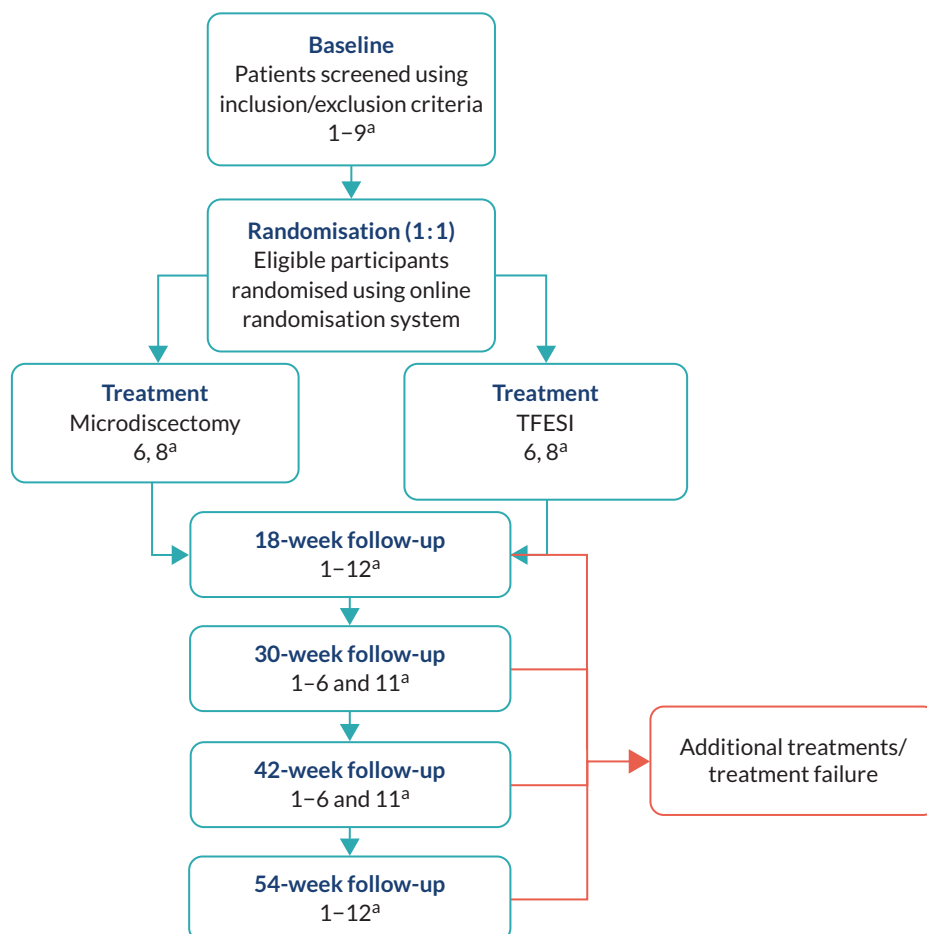 Baseline
Patients screened using
inclusion/exclusion criteria
1–9ᵃ
Randomisation (1:1)
Eligible participants
randomised using online
randomisation system
Treatment
Microdiscectomy
6, 8ᵃ
Treatment
TFESI
6, 8ᵃ
18-week follow-up
1–12ᵃ
30-week follow-up
1–6 and 11ᵃ
42-week follow-up
1–6 and 11ᵃ
54-week follow-up
1–12ᵃ
Additional treatments/
treatment failure